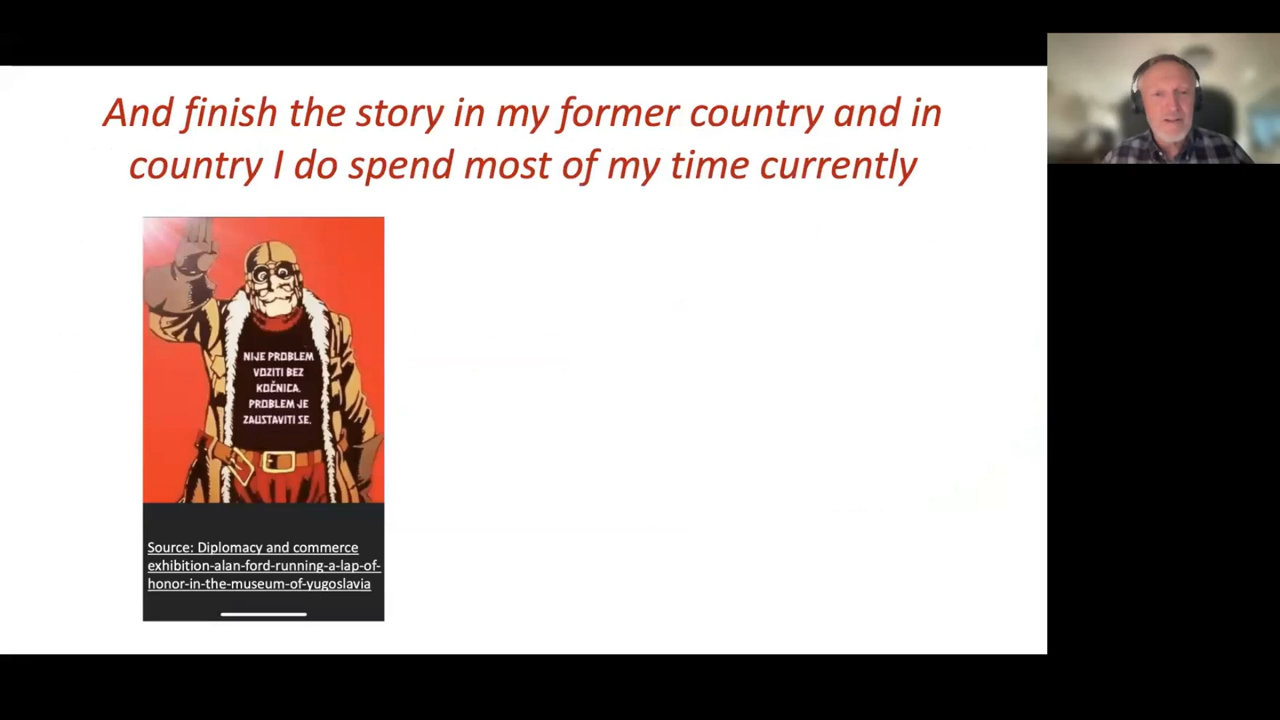 And finish the story in my former country and in
country I do spend most of my time currently
NIJE PROBLEM
VOZITI BEZ
KOČNICA.
PROBLEM JE
ZAUSTAVITI SE.
Source: Diplomacy and commerce
exhibition-alan-ford-running-a-lap-of-
honor-in-the-museum-of-yugoslavia